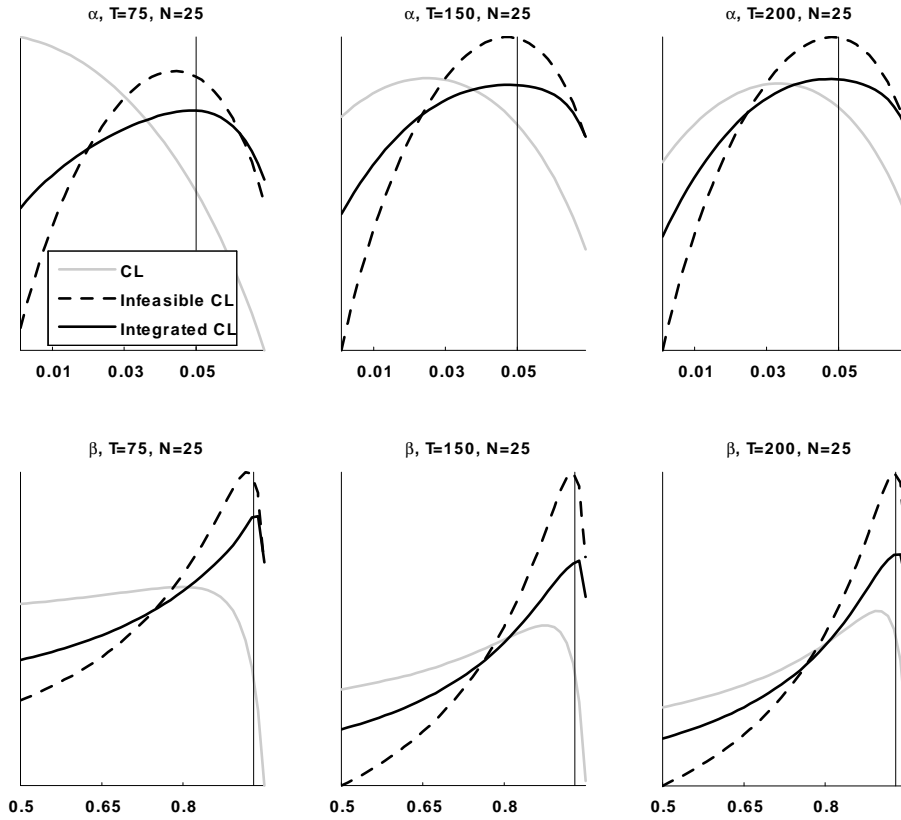 α, T=75, N=25
α, T=150, N=25
α, T=200, N=25
CL
Infeasible CL
Integrated CL
0.01 0.03 0.05
0.01 0.03 0.05
0.01 0.03 0.05
β, T=75, N=25
β, T=150, N=25
β, T=200, N=25
0.5 0.65 0.8
0.5 0.65 0.8
0.5 0.65 0.8